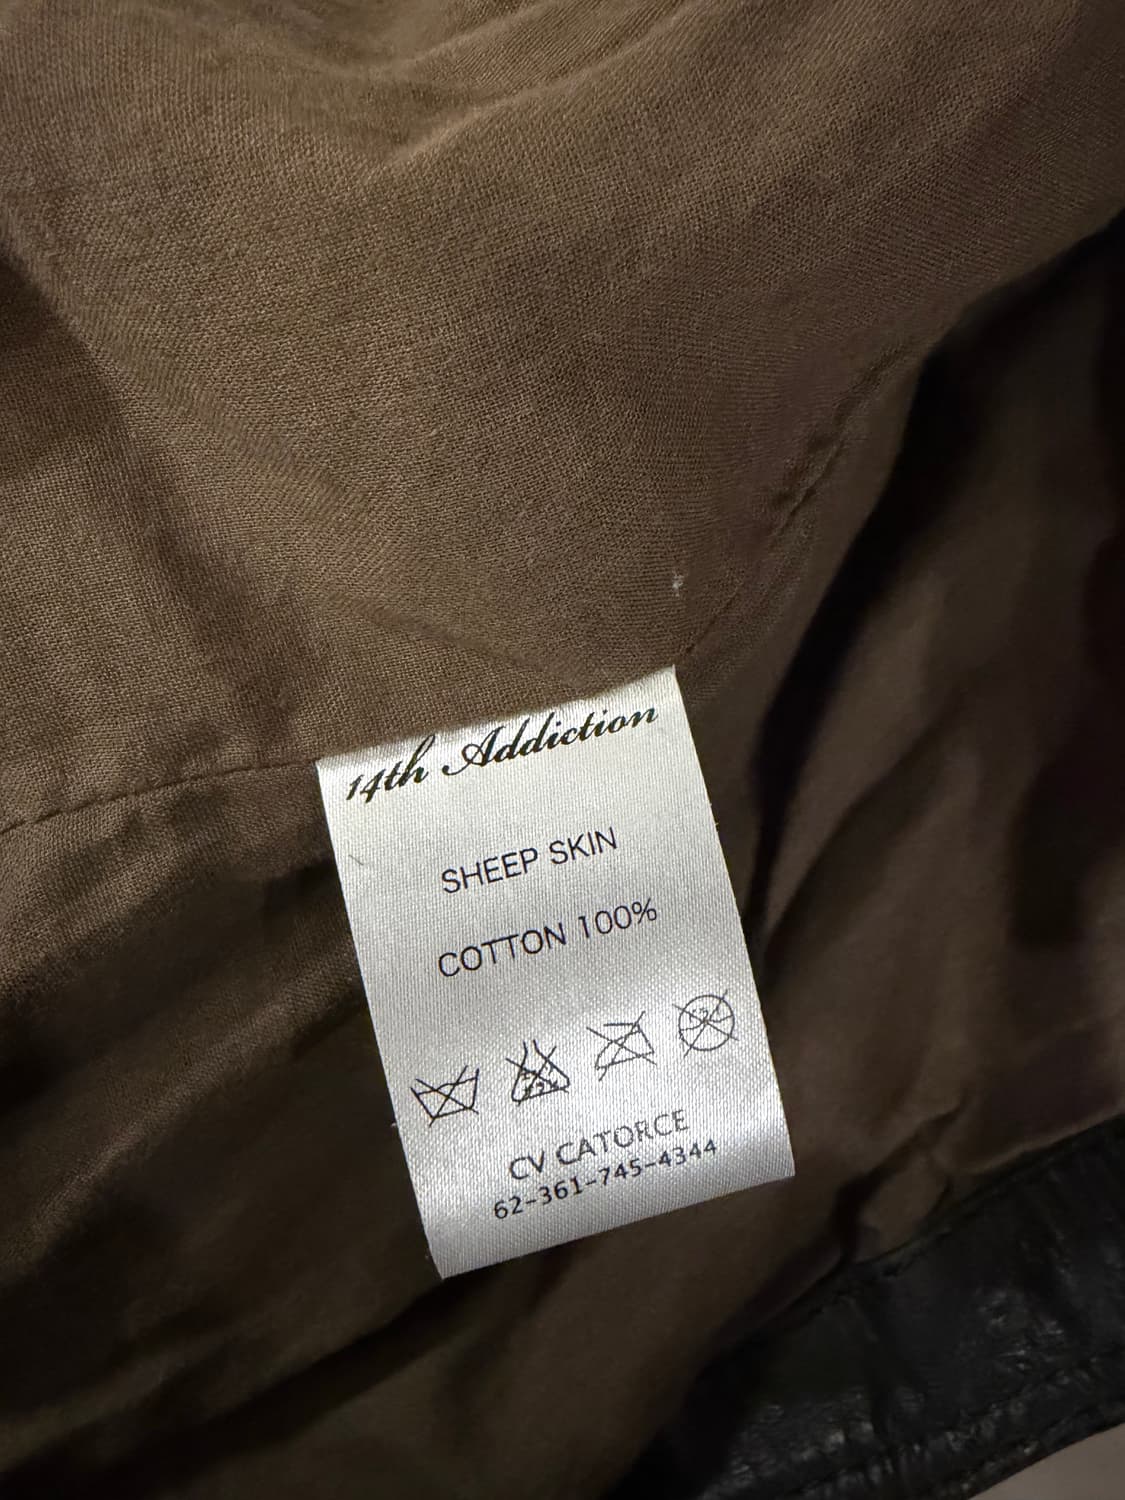 14th Addiction
SHEEP SKIN
COTTON 100%
CV CATORCE
62-361-745-4344